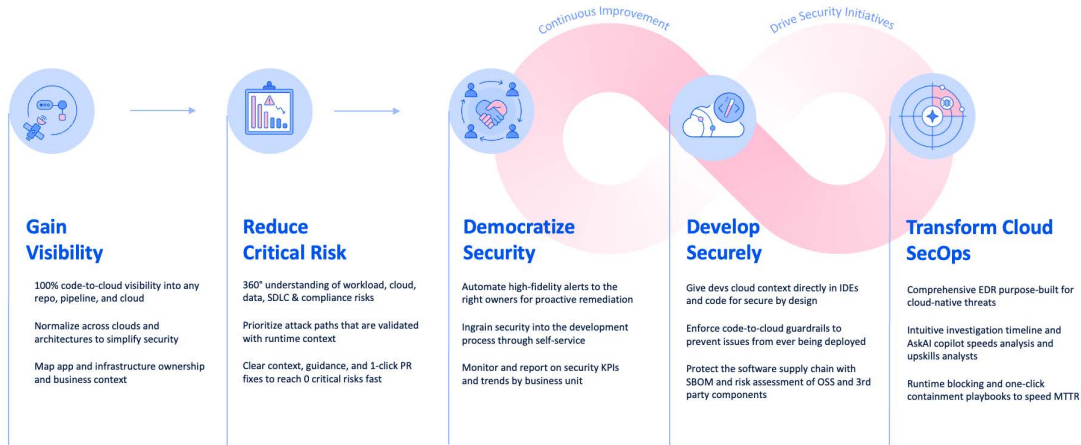 Continuous Improvement
Drive Security Initiatives
Gain
Visibility
100% code-to-cloud visibility into any
repo, pipeline, and cloud
Normalize across clouds and
architectures to simplify security
Map app and infrastructure ownership
and business context
Reduce
Critical Risk
360° understanding of workload, cloud,
data, SDLC & compliance risks
Prioritize attack paths that are validated
with runtime context
Clear context, guidance, and 1-click PR
fixes to reach 0 critical risks fast
Democratize
Security
Automate high-fidelity alerts to the
right owners for proactive remediation
Ingrain security into the development
process through self-service
Monitor and report on security KPIs
and trends by business unit
Develop
Securely
Give devs cloud context directly in IDEs
and code for secure by design
Enforce code-to-cloud guardrails to
prevent issues from ever being deployed
Protect the software supply chain with
SBOM and risk assessment of OSS and 3rd
party components
Transform Cloud
SecOps
Comprehensive EDR purpose-built for
cloud-native threats
Intuitive investigation timeline and
AskAI copilot speeds analysis and
upskills analysts
Runtime blocking and one-click
containment playbooks to speed MTTR